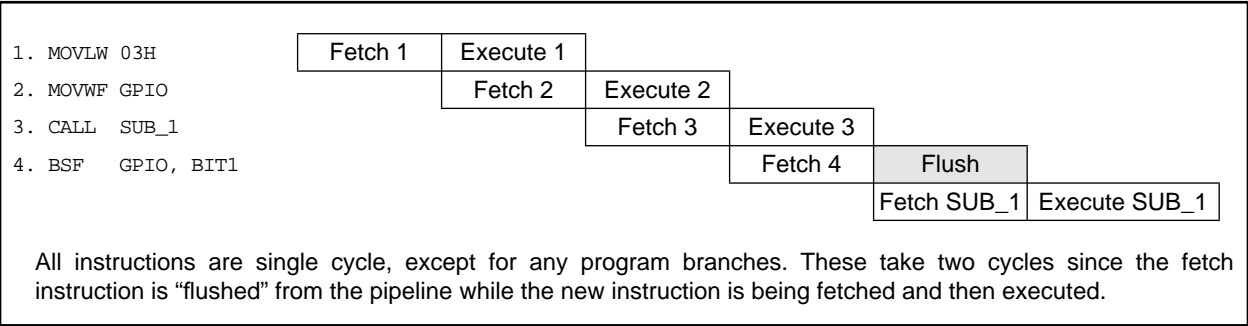 1. MOVLW 03H Fetch 1 Execute 1
2. MOVWF GPIO Fetch 2 Execute 2
3. CALL SUB_1 Fetch 3 Execute 3
4. BSF GPIO, BIT1 Fetch 4 Flush
Fetch SUB_1 Execute SUB_1
All instructions are single cycle, except for any program branches. These take two cycles since the fetch
instruction is “flushed” from the pipeline while the new instruction is being fetched and then executed.